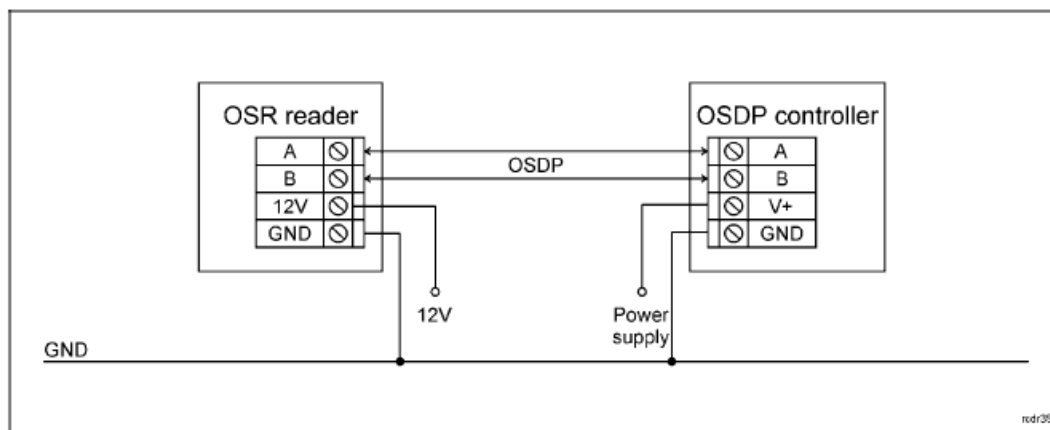 OSR reader
OSDP controller
A
B
12V
GND
OSDP
A
B
V+
GND
12V
Power
supply
GND